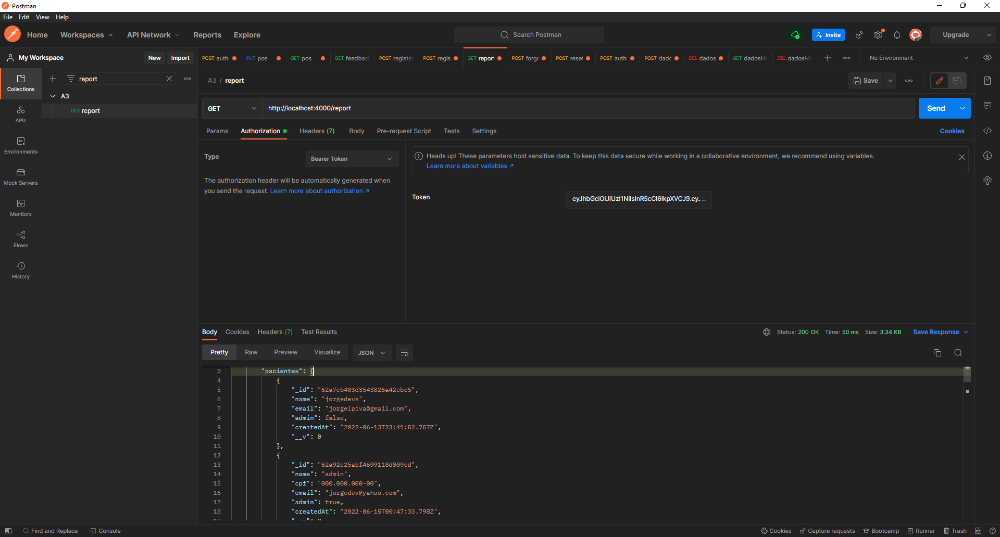 Postman
File Edit View Help
Home Workspaces API Network Reports Explore Search Postman Invite Upgrade
My Workspace New Import
POST auth PUT pos GET pos GET feedbac POST register POST regis GET report POST forgo POST reset POST auth POST dado DEL dados GET dadosHo DEL dadosHo No Environment
report
A3 / report Save
Collections
A3
GET report
APIs
Environments
Mock Servers
Monitors
Flows
History
GET http://localhost:4000/report Send
Params Authorization Headers (7) Body Pre-request Script Tests Settings Cookies
Type Bearer Token
The authorization header will be automatically generated when
you send the request. Learn more about authorization
Heads up! These parameters hold sensitive data. To keep this data secure while working in a collaborative environment, we recommend using variables.
Learn more about variables
Token eyJhbGciOiJIUzI1NiIsInR5cCI6IkpXVCJ9.ey. ...
Body Cookies Headers (7) Test Results Status: 200 OK Time: 50 ms Size: 3.34 KB Save Response
Pretty Raw Preview Visualize JSON
3 "pacientes": [
4 {
5 "_id": "62a7cb403d3543826a42ebc5",
6 "name": "jorgedevs",
7 "email": "jorgelpiva@gmail.com",
8 "admin": false,
9 "createdAt": "2022-06-13T23:41:52.757Z",
10 "__v": 0
11 },
12 {
13 "_id": "62a92c25abf4699118d009cd",
14 "name": "admin",
15 "cpf": "000.000.000-00",
16 "email": "jorgedev@yahoo.com",
17 "admin": true,
18 "createdAt": "2022-06-15T00:47:33.798Z",
Find and Replace Console Cookies Capture requests Bootcamp Runner Trash